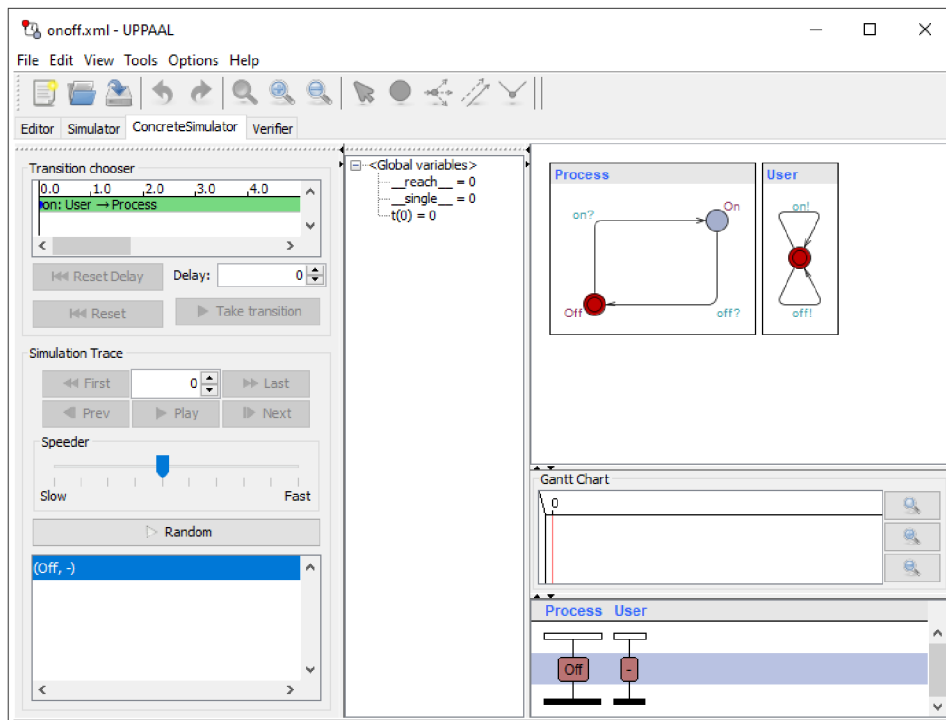 onoff.xml - UPPAAL
File Edit View Tools Options Help
Editor Simulator ConcreteSimulator Verifier
Transition chooser
0.0 ,1.0 ,2.0 ,3.0 ,4.0
on: User → Process
Reset Delay Delay: 0
Reset Take transition
Simulation Trace
First 0 Last
Prev Play Next
Speeder
Slow Fast
Random
(Off, -)
<Global variables>
__reach__ = 0
__single__ = 0
t(0) = 0
Process
on?
On
Off
off?
User
on!
off!
Gantt Chart
0
Process User
Off -